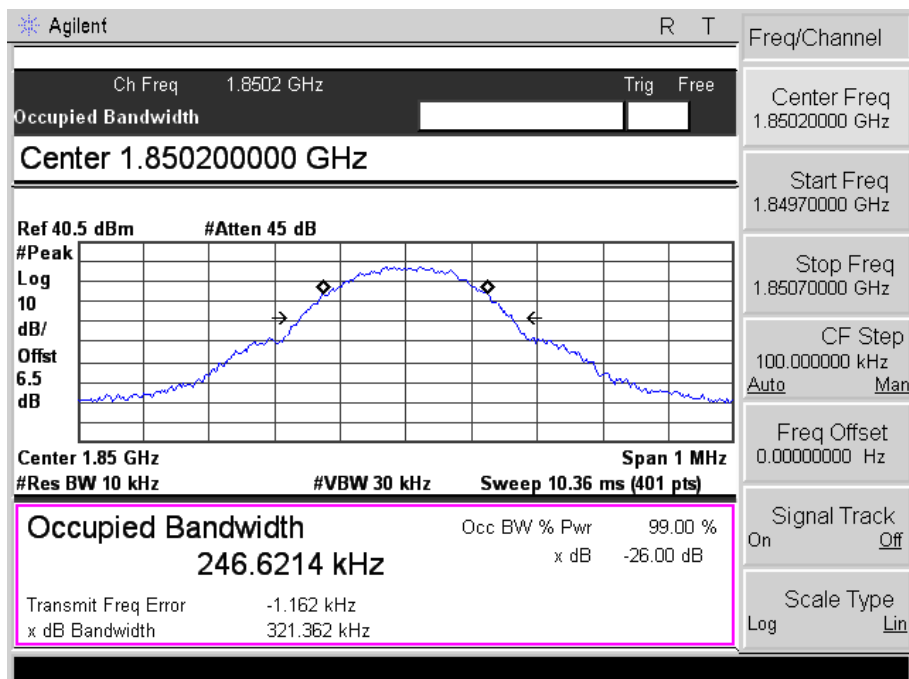 Agilent
R T
Ch Freq 1.8502 GHz Trig Free
Occupied Bandwidth
Center 1.850200000 GHz
Ref 40.5 dBm #Atten 45 dB
#Peak
Log
10
dB/
Offst
6.5
dB
Center 1.85 GHz Span 1 MHz
#Res BW 10 kHz #VBW 30 kHz Sweep 10.36 ms (401 pts)
Occupied Bandwidth
246.6214 kHz
Occ BW % Pwr 99.00 %
x dB -26.00 dB
Transmit Freq Error -1.162 kHz
x dB Bandwidth 321.362 kHz
Freq/Channel
Center Freq
1.85020000 GHz
Start Freq
1.84970000 GHz
Stop Freq
1.85070000 GHz
CF Step
100.000000 kHz
Auto Man
Freq Offset
0.00000000 Hz
Signal Track
On Off
Scale Type
Log Lin